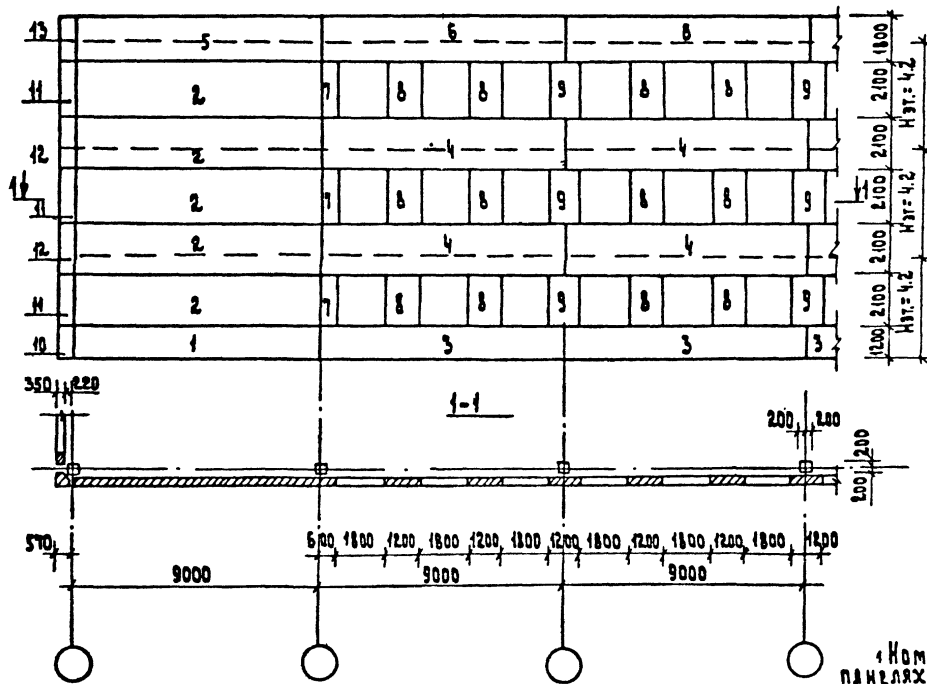 13 5 6 8 1800
11 2 7 8 8 9 8 8 9 2100 Нэт.= 4.2
12 2 4 4 2100
1 11 2 7 8 8 9 8 8 9 1 2100 Нэт.= 4.2
12 2 4 4 2100
11 2 7 8 8 9 8 8 9 2100 Нэт.= 4.2
10 1 3 3 3 1200
350 220 1-1
200 200 200
200
570 600 1800 1200 1800 1200 1800 1200 1800 1200 1800 1200 1800 1200
9000 9000 9000
1 Ном
панелях